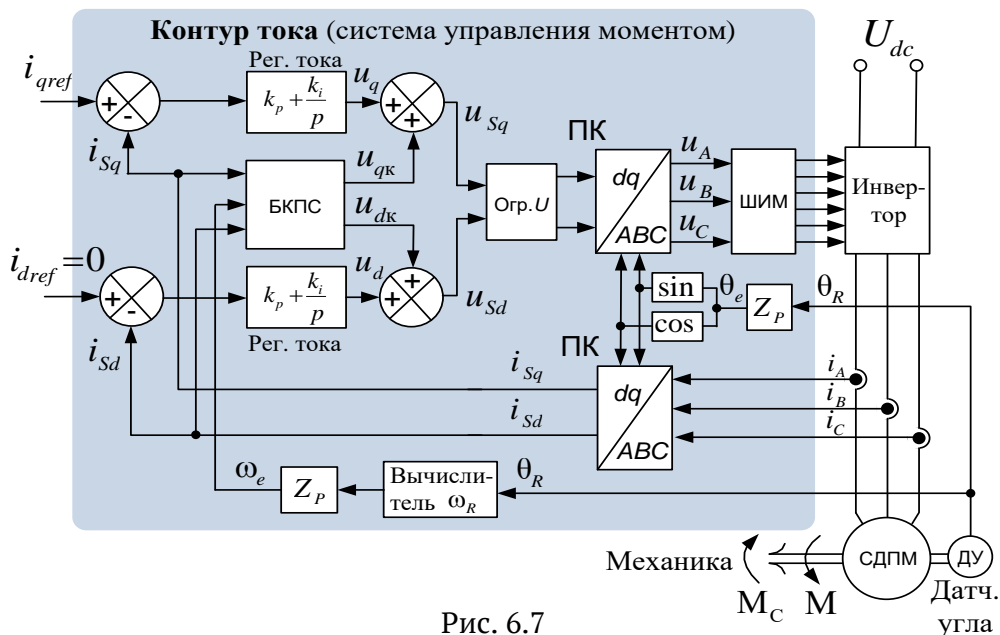 Контур тока (система управления моментом)
U_dc
i_qref
Рег. тока
k_p + k_i/p
u_q
u_Sq
+
-
+
+
ПК
i_Sq
u_qк
БКПС
u_dк
Огр.U
dq
ABC
u_A
u_B
u_C
ШИМ
Инвер-
тор
i_dref = 0
k_p + k_i/p
u_d
u_Sd
+
-
+
+
Рег. тока
sin
cos
θ_e
Z_P
θ_R
ПК
i_Sd
i_Sq
i_Sd
dq
ABC
i_A
i_B
i_C
ω_e
Z_P
Вычисли-
тель ω_R
θ_R
Механика
M_C
M
СДПМ
ДУ
Датч.
угла
Рис. 6.7